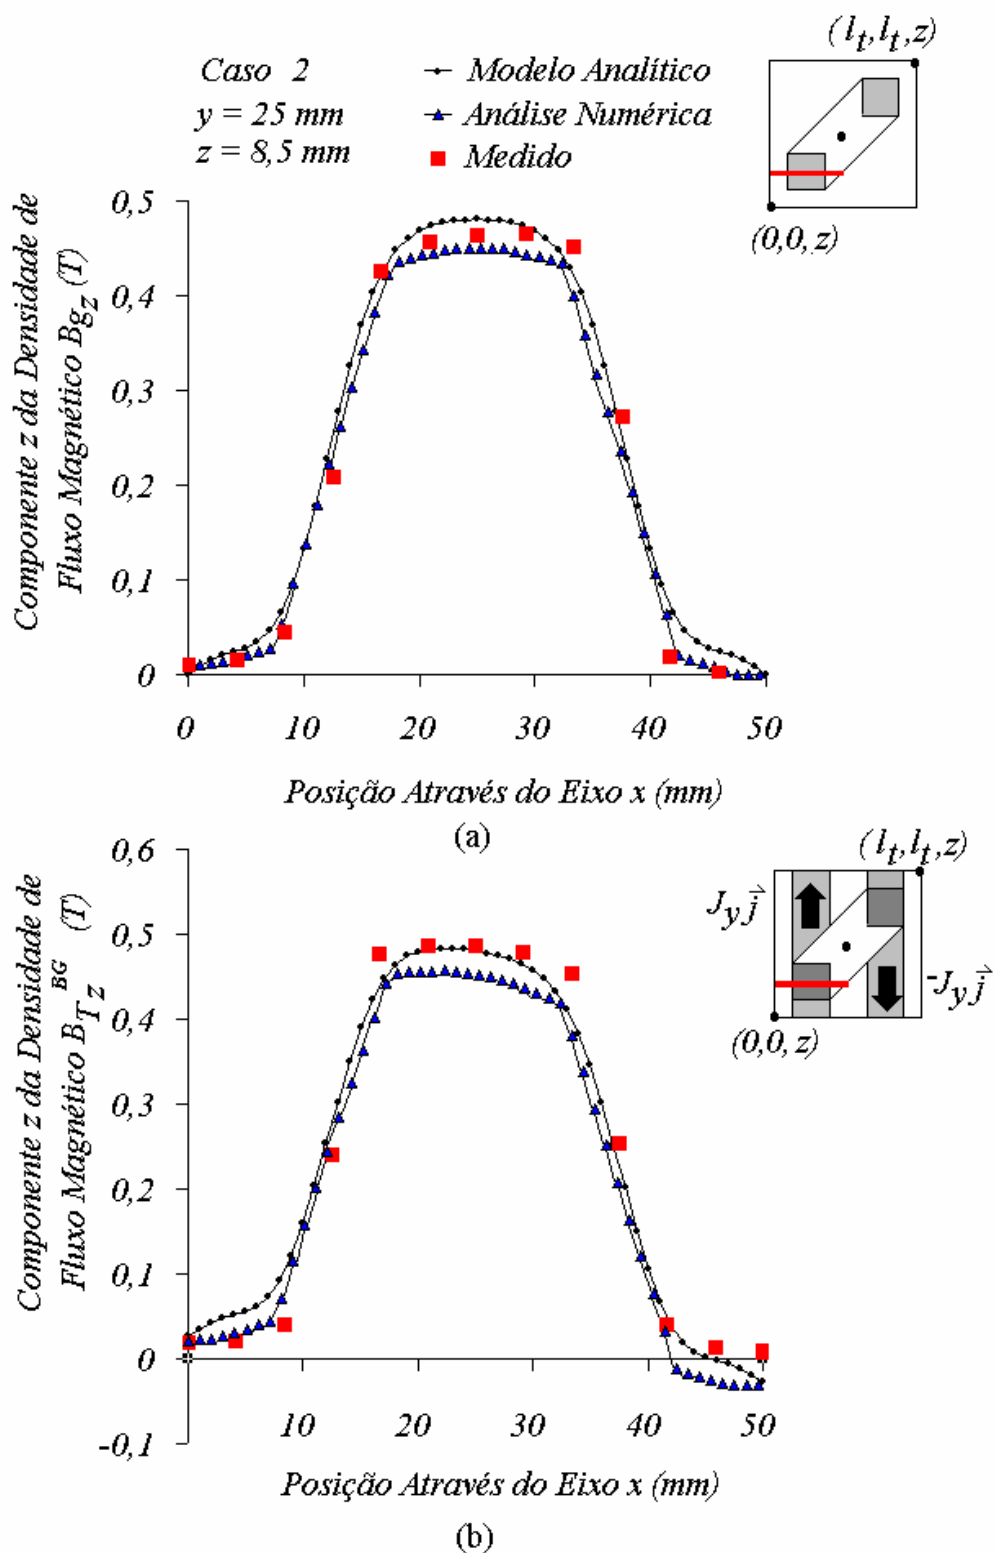 (l_t, l_t, z)
Caso 2
y = 25 mm
z = 8,5 mm
Modelo Analítico
Análise Numérica
Medido
(0,0, z)
Componente z da Densidade de
Fluxo Magnético Bg_z (T)
0,5
0,4
0,3
0,2
0,1
0
0 10 20 30 40 50
Posição Através do Eixo x (mm)
(a)
(l_t, l_t, z)
J_y j⃗
-J_y j⃗
(0,0, z)
Componente z da Densidade de
Fluxo Magnético B_T_z^BG (T)
0,6
0,5
0,4
0,3
0,2
0,1
0
-0,1
10 20 30 40 50
Posição Através do Eixo x (mm)
(b)